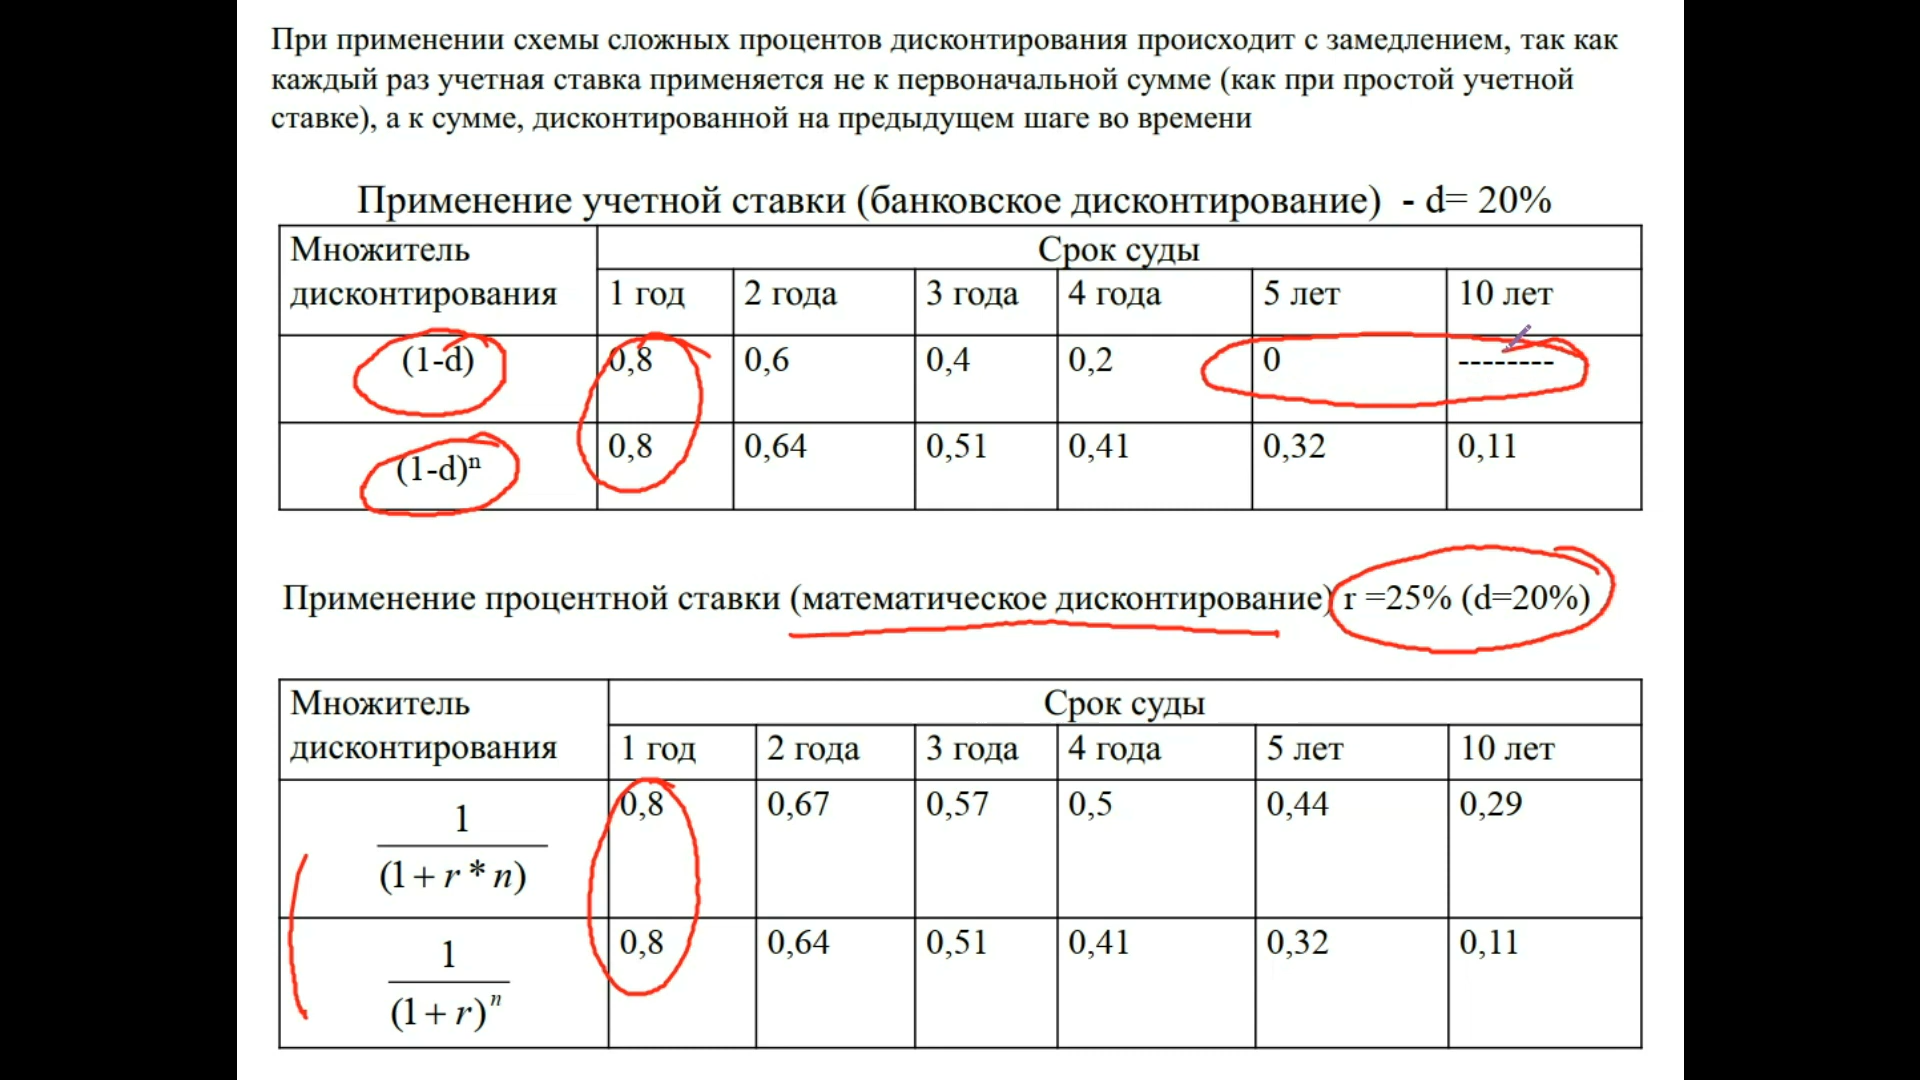 При применении схемы сложных процентов дисконтирования происходит с замедлением, так как
каждый раз учетная ставка применяется не к первоначальной сумме (как при простой учетной
ставке), а к сумме, дисконтированной на предыдущем шаге во времени
Применение учетной ставки (банковское дисконтирование) - d= 20%
Множитель дисконтирования
Срок суды
1 год 2 года 3 года 4 года 5 лет 10 лет
(1-d) 0,8 0,6 0,4 0,2 0 --------
(1-d)ⁿ 0,8 0,64 0,51 0,41 0,32 0,11
Применение процентной ставки (математическое дисконтирование) r =25% (d=20%)
Множитель дисконтирования
Срок суды
1 год 2 года 3 года 4 года 5 лет 10 лет
1
(1 + r * n)
0,8 0,67 0,57 0,5 0,44 0,29
1
(1 + r)ⁿ
0,8 0,64 0,51 0,41 0,32 0,11